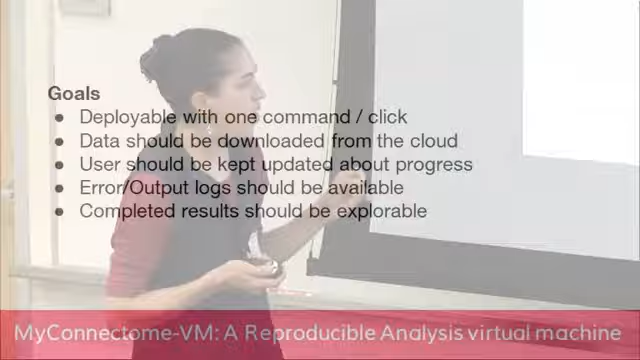 Goals
● Deployable with one command / click
● Data should be downloaded from the cloud
● User should be kept updated about progress
● Error/Output logs should be available
● Completed results should be explorable
MyConnectome-VM: A Reproducible Analysis virtual machine